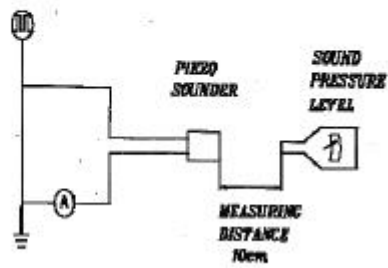 PIEZO
SOUNDER
SOUND
PRESSURE
LEVEL
A
MEASURING
DISTANCE
10cm